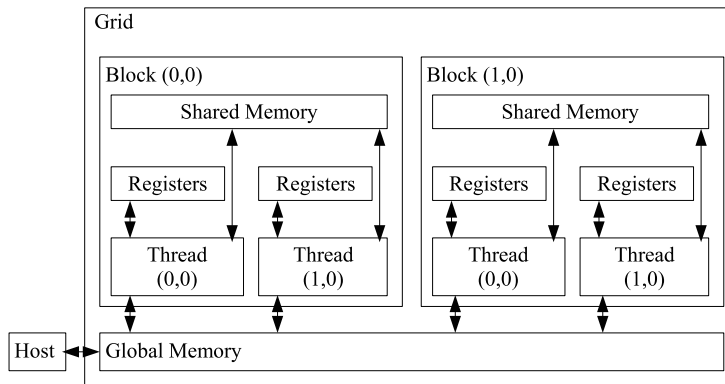 Grid
Block (0,0)
Shared Memory
Registers
Registers
Thread
(0,0)
Thread
(1,0)
Block (1,0)
Shared Memory
Registers
Registers
Thread
(0,0)
Thread
(1,0)
Host
Global Memory